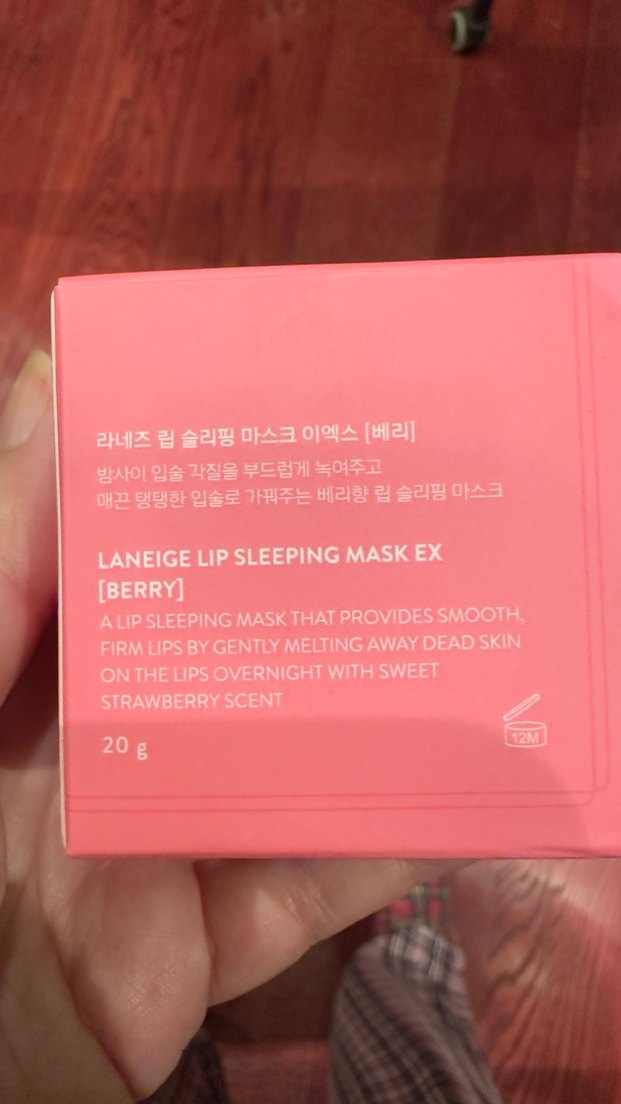 라네즈 립 슬리핑 마스크 이엑스 [베리]
밤사이 입술 각질을 부드럽게 녹여주고
매끈 탱탱한 입술로 가꿔주는 베리향 립 슬리핑 마스크
LANEIGE LIP SLEEPING MASK EX
[BERRY]
A LIP SLEEPING MASK THAT PROVIDES SMOOTH,
FIRM LIPS BY GENTLY MELTING AWAY DEAD SKIN
ON THE LIPS OVERNIGHT WITH SWEET
STRAWBERRY SCENT
20 g
12M